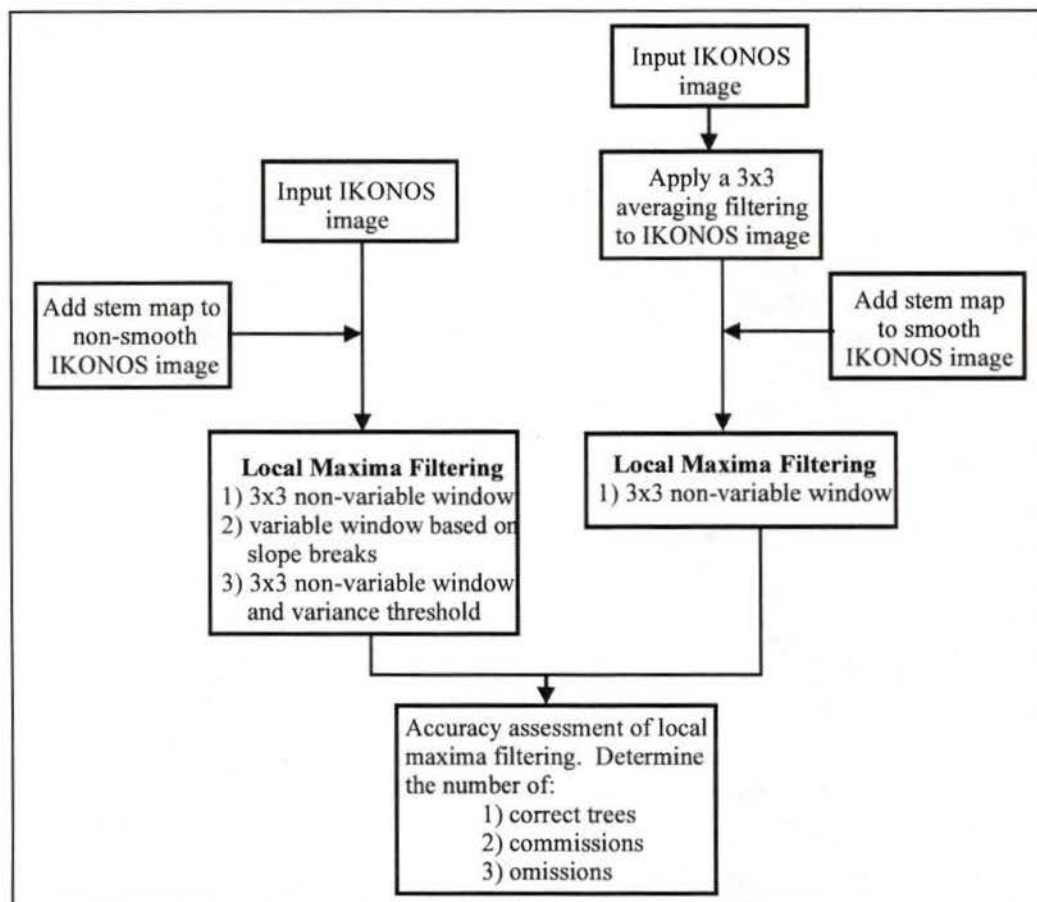 Input IKONOS
image
Apply a 3x3
averaging filtering
to IKONOS image
Input IKONOS
image
Add stem map to
non-smooth
IKONOS image
Add stem map
to smooth
IKONOS image
Local Maxima Filtering
1) 3x3 non-variable window
2) variable window based on
slope breaks
3) 3x3 non-variable window
and variance threshold
Local Maxima Filtering
1) 3x3 non-variable window
Accuracy assessment of local
maxima filtering. Determine
the number of:
1) correct trees
2) commissions
3) omissions